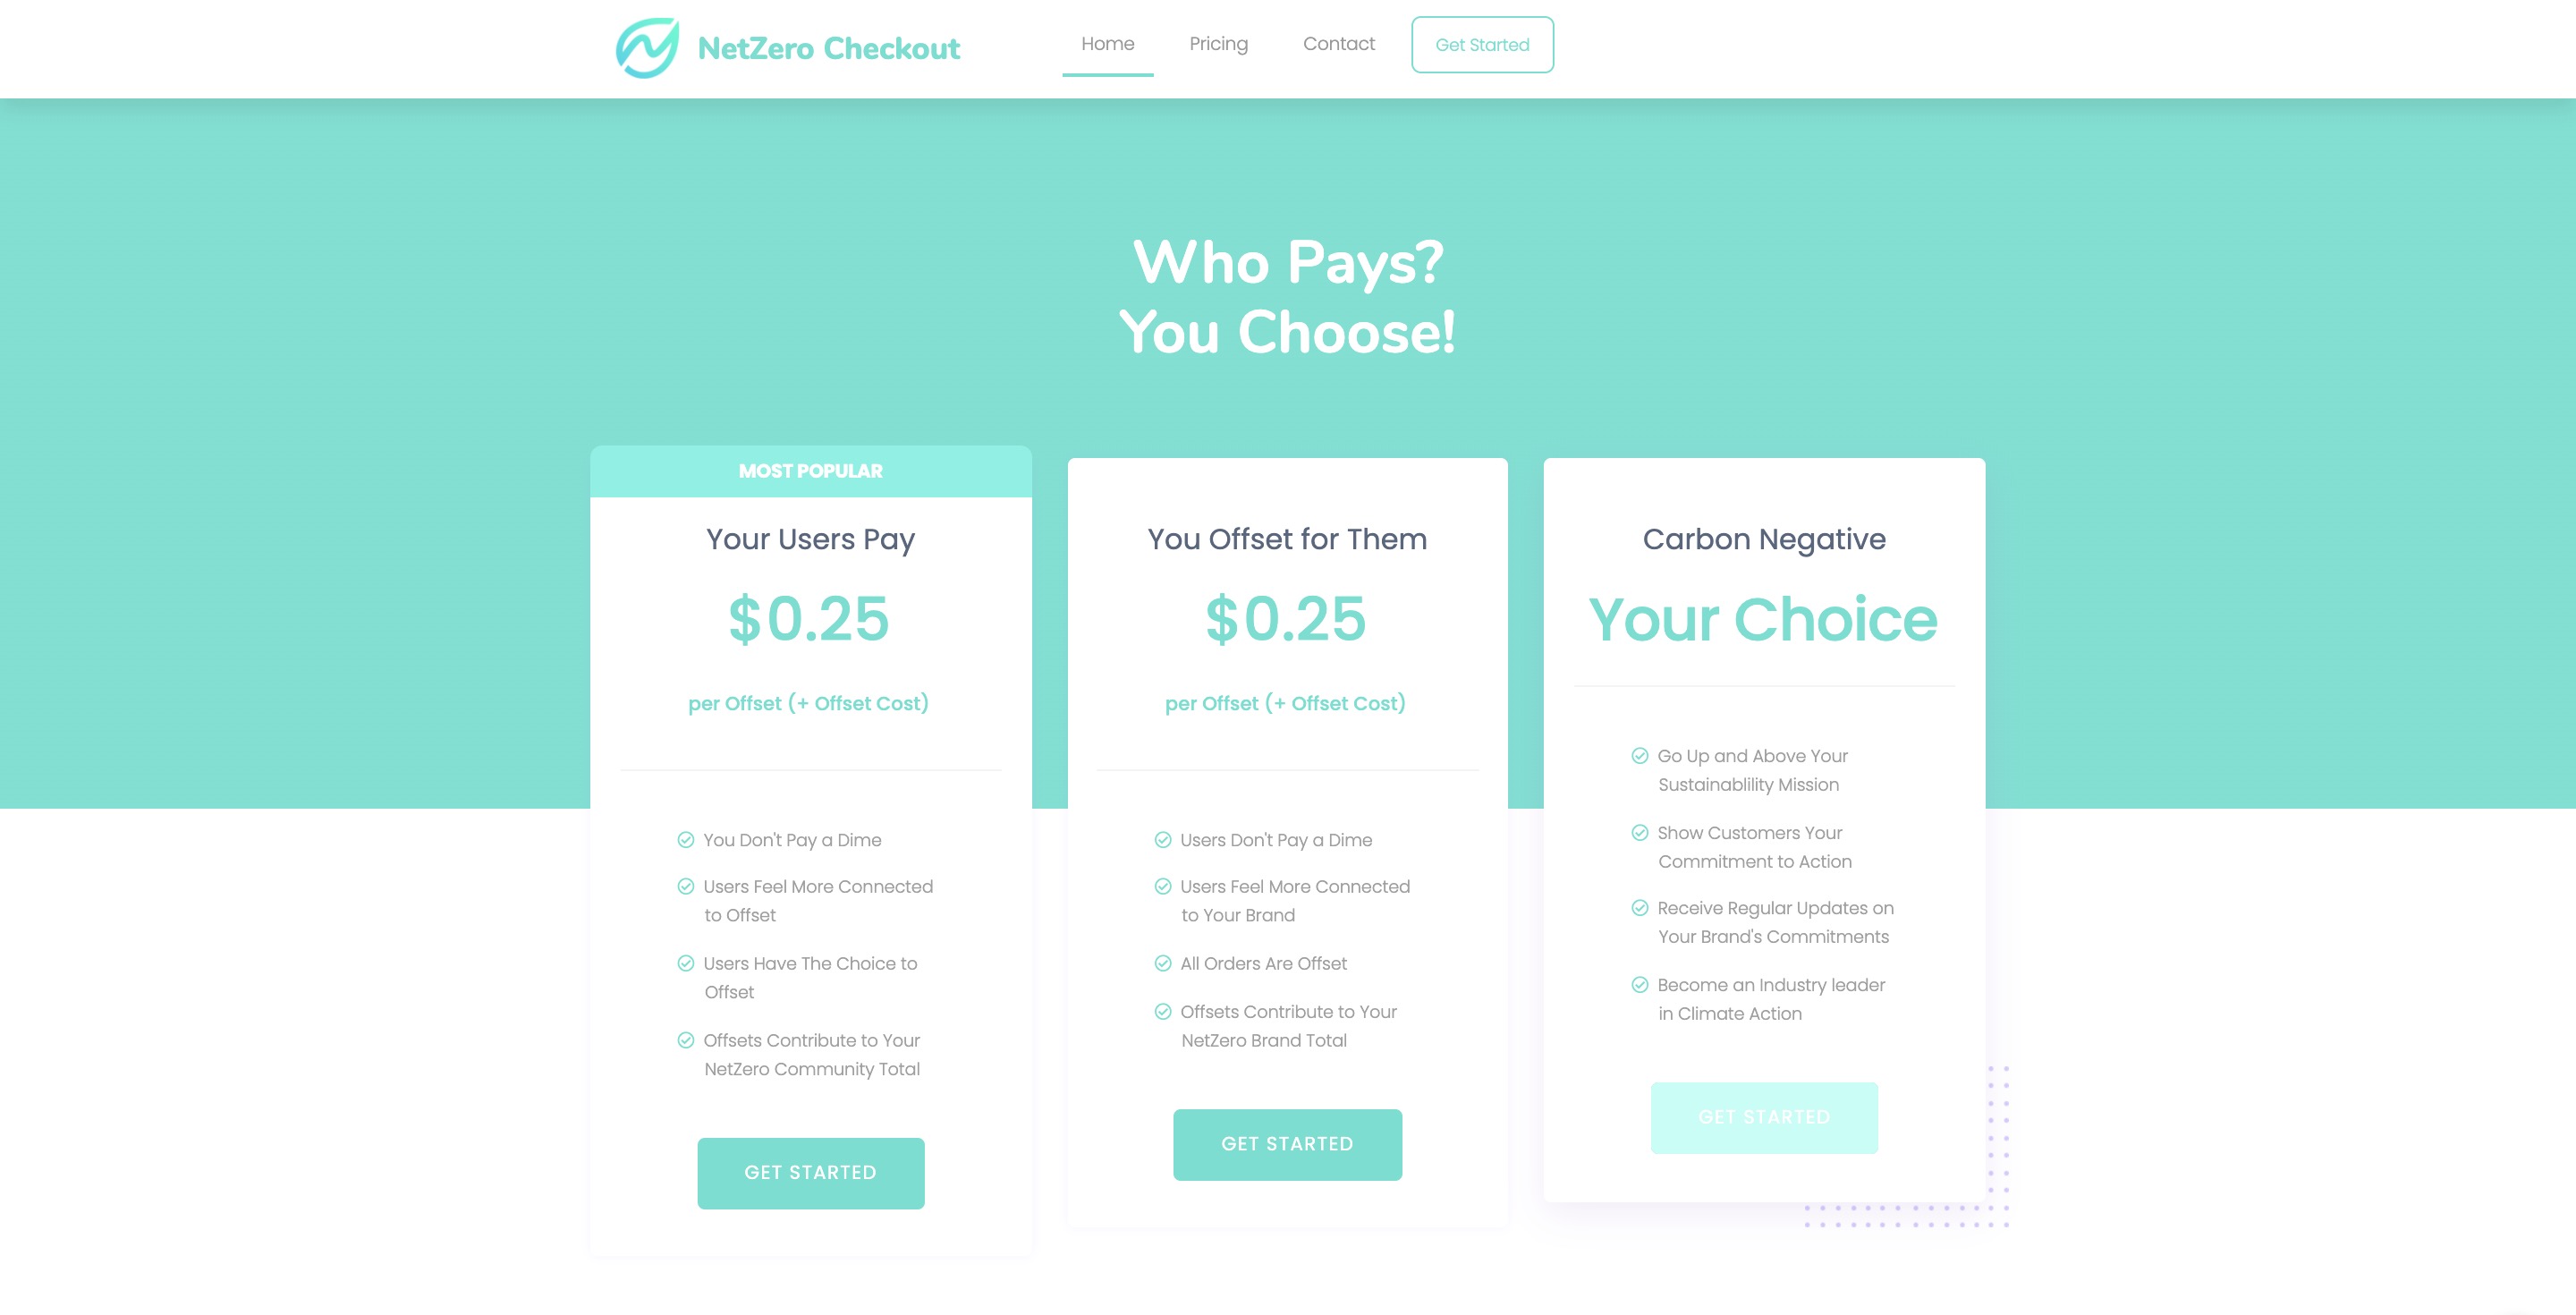 NetZero Checkout
Home
Pricing
Contact
Get Started
Who Pays?
You Choose!
MOST POPULAR
Your Users Pay
$0.25
per Offset (+ Offset Cost)
You Don't Pay a Dime
Users Feel More Connected
to Offset
Users Have The Choice to
Offset
Offsets Contribute to Your
NetZero Community Total
GET STARTED
You Offset for Them
$0.25
per Offset (+ Offset Cost)
Users Don't Pay a Dime
Users Feel More Connected
to Your Brand
All Orders Are Offset
Offsets Contribute to Your
NetZero Brand Total
GET STARTED
Carbon Negative
Your Choice
Go Up and Above Your
Sustainablility Mission
Show Customers Your
Commitment to Action
Receive Regular Updates on
Your Brand's Commitments
Become an Industry leader
in Climate Action
GET STARTED